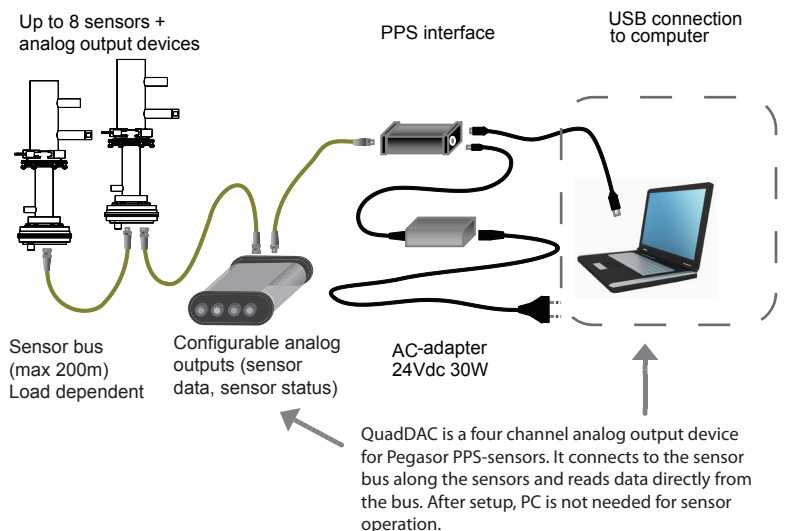 Up to 8 sensors +
analog output devices
PPS interface
USB connection
to computer
Sensor bus
(max 200m)
Load dependent
Configurable analog
outputs (sensor
data, sensor status)
AC-adapter
24Vdc 30W
QuadDAC is a four channel analog output device
for Pegasor PPS-sensors. It connects to the sensor
bus along the sensors and reads data directly from
the bus. After setup, PC is not needed for sensor
operation.